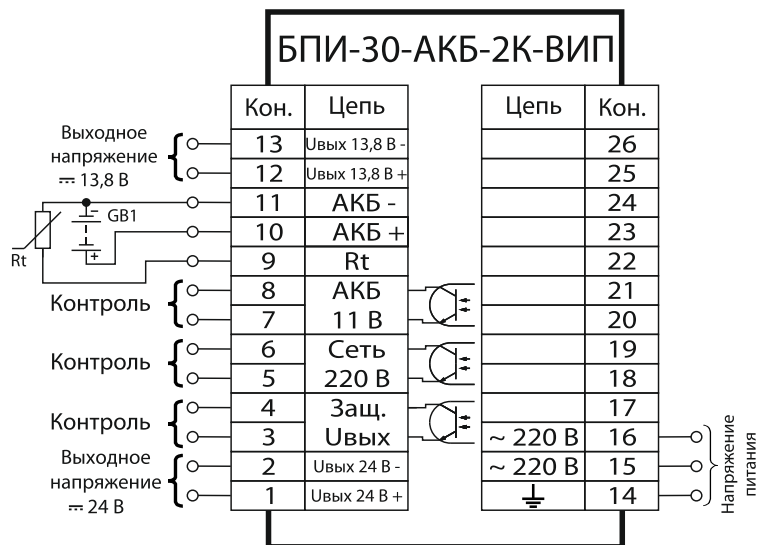 БПИ-30-АКБ-2К-ВИП
Кон. Цепь
Цепь Кон.
Выходное
напряжение
13,8 В
13 Uвых 13,8 В -
12 Uвых 13,8 В +
11 АКБ -
10 АКБ +
9 Rt
8 АКБ
7 11 В
6 Сеть
5 220 В
4 Защ.
3 Uвых
2 Uвых 24 В -
1 Uвых 24 В +
GB1
−
+
Rt
Контроль
Контроль
Контроль
Выходное
напряжение
24 В
26
25
24
23
22
21
20
19
18
17
~ 220 В 16
~ 220 В 15
14
Напряжение
питания